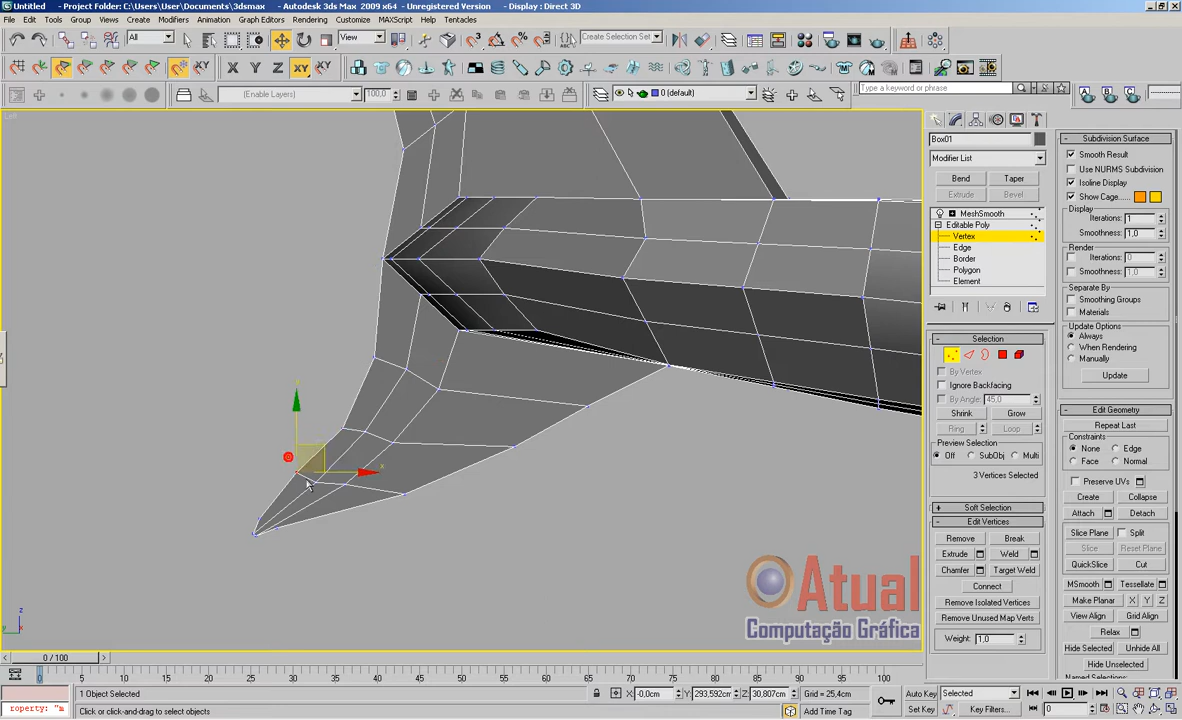 Untitled - Project Folder: C:\Users\User\Documents\3dsmax - Autodesk 3ds Max 2009 x64 - Unregistered Version - Display : Direct 3D
File Edit Tools Group Views Create Modifiers Animation Graph Editors Rendering Customize MAXScript Help Tentacles
All View Create Selection Set
X Y Z XY XY
(Enable Layers) 100,0 0 (default) Type a keyword or phrase
Left
Box01
Modifier List
Bend Taper
Extrude Bevel
MeshSmooth
Editable Poly
Vertex
Edge
Border
Polygon
Element
Selection
By Vertex
Ignore Backfacing
By Angle: 45,0
Shrink Grow
Ring Loop
Preview Selection
Off SubObj Multi
3 Vertices Selected
Soft Selection
Edit Vertices
Remove Break
Extrude Weld
Chamfer Target Weld
Connect
Remove Isolated Vertices
Remove Unused Map Verts
Weight: 1,0
Subdivision Surface
Smooth Result
Use NURMS Subdivision
Isoline Display
Show Cage......
Display
Iterations: 1
Smoothness: 1,0
Render
Iterations: 0
Smoothness: 1,0
Separate By
Smoothing Groups
Materials
Update Options
Always
When Rendering
Manually
Update
Edit Geometry
Repeat Last
Constraints
None Edge
Face Normal
Preserve UVs
Create Collapse
Attach Detach
Slice Plane Split
Slice Reset Plane
QuickSlice Cut
MSmooth Tessellate
Make Planar X Y Z
View Align Grid Align
Relax
Hide Selected Unhide All
Hide Unselected
Named Selections:
x
z
y x
Atual
Computação Gráfica
0 / 100
0 5 10 15 20 25 30 35 40 45 50 55 60 65 70 75 80 85 90 95 100
1 Object Selected X: -0,0cm Y: 293,592cm Z: 30,807cm Grid = 25,4cm Auto Key Selected
roperty: "m Click or click-and-drag to select objects Add Time Tag Set Key Key Filters... 0